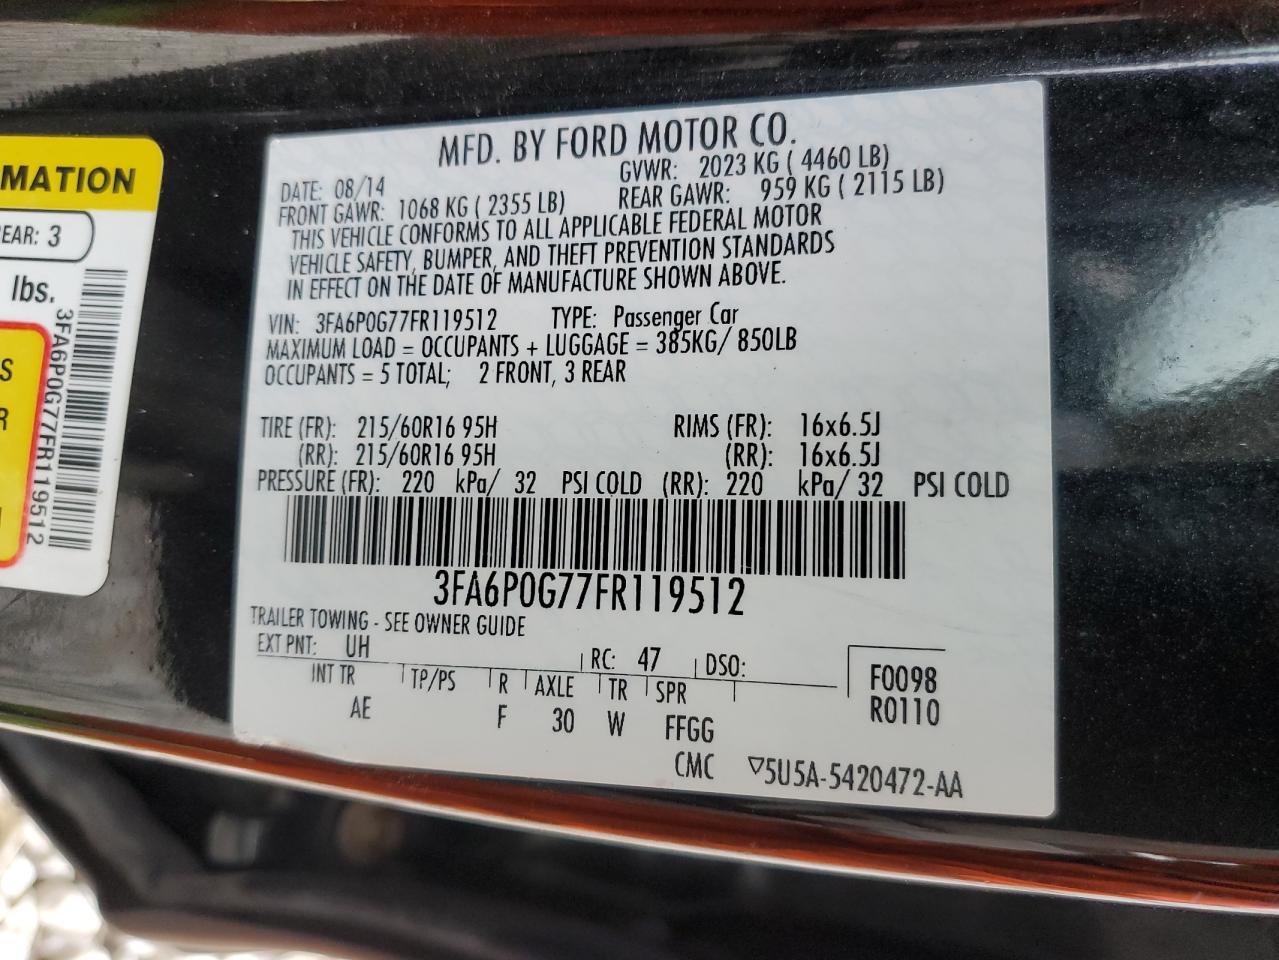 MFD. BY FORD MOTOR CO.
DATE: 08/14 GVWR: 2023 KG ( 4460 LB)
FRONT GAWR: 1068 KG ( 2355 LB) REAR GAWR: 959 KG ( 2115 LB)
THIS VEHICLE CONFORMS TO ALL APPLICABLE FEDERAL MOTOR
VEHICLE SAFETY, BUMPER, AND THEFT PREVENTION STANDARDS
IN EFFECT ON THE DATE OF MANUFACTURE SHOWN ABOVE.
VIN: 3FA6P0G77FR119512 TYPE: Passenger Car
MAXIMUM LOAD = OCCUPANTS + LUGGAGE = 385KG/ 850LB
OCCUPANTS = 5 TOTAL; 2 FRONT, 3 REAR
TIRE (FR): 215/60R16 95H RIMS (FR): 16x6.5J
(RR): 215/60R16 95H (RR): 16x6.5J
PRESSURE (FR): 220 kPa/ 32 PSI COLD (RR): 220 kPa/ 32 PSI COLD
3FA6P0G77FR119512
TRAILER TOWING - SEE OWNER GUIDE
EXT PNT: UH RC: 47 DSO:
INT TR TP/PS R AXLE TR SPR
AE F 30 W FFGG
F0098
R0110
CMC ▽5U5A-5420472-AA
MATION
EAR: 3
lbs.
3FA6P0G77FR119512
S
R